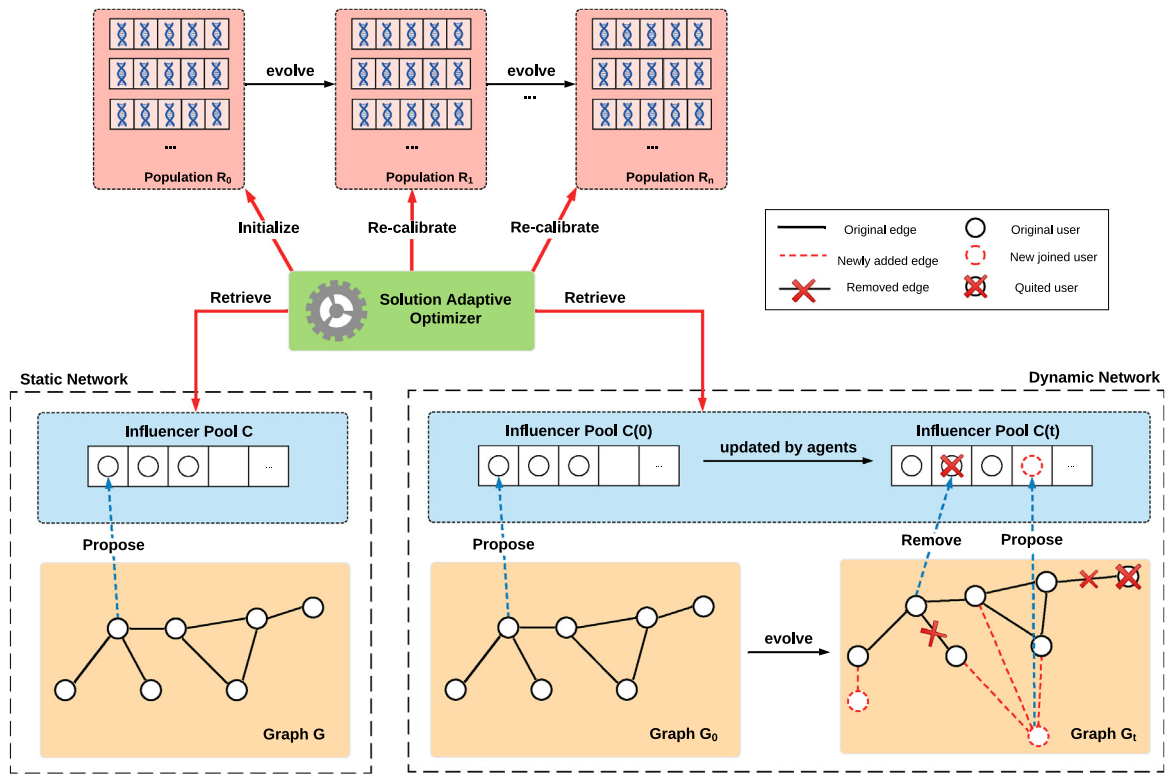 evolve
evolve
...
...
...
...
Population R0
Population R1
Population Rn
Initialize
Re-calibrate
Re-calibrate
Original edge
Original user
Newly added edge
New joined user
Removed edge
Quited user
Retrieve
Solution Adaptive
Optimizer
Retrieve
Static Network
Dynamic Network
Influencer Pool C
...
Influencer Pool C(0)
...
updated by agents
Influencer Pool C(t)
...
Propose
Propose
Remove
Propose
evolve
Graph G
Graph G0
Graph Gt